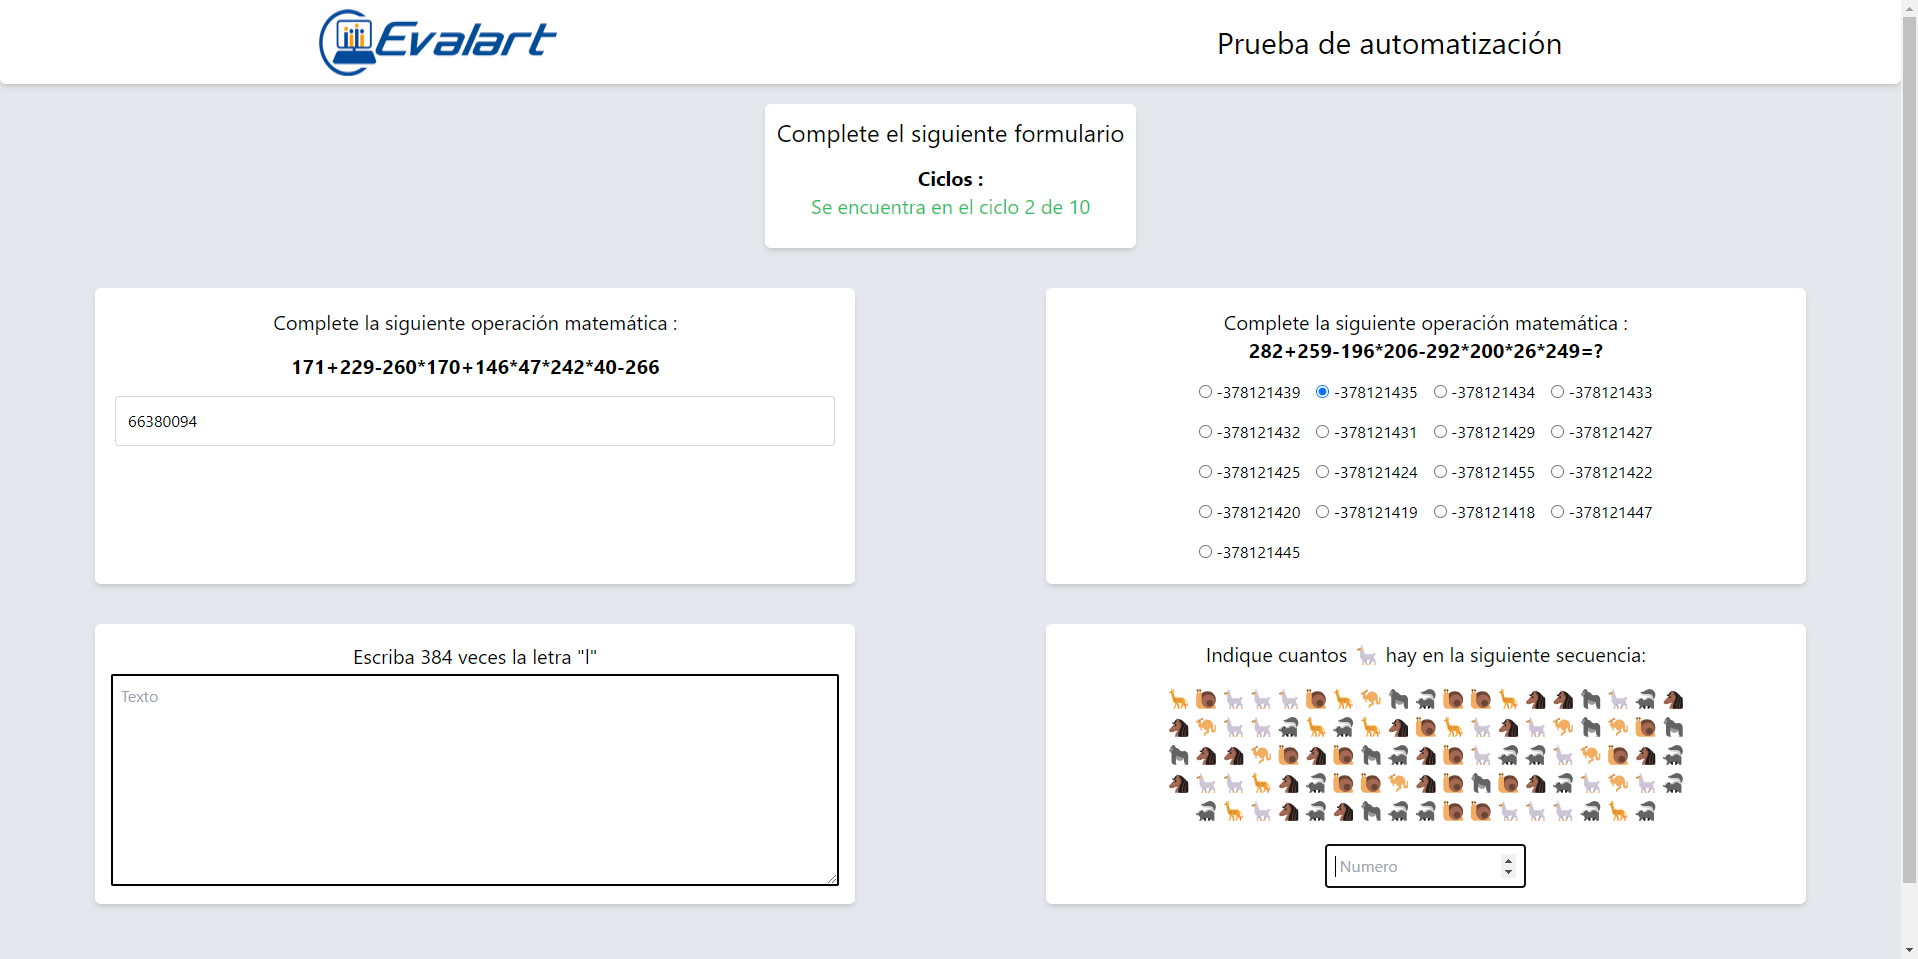 Evalart
Prueba de automatización
Complete el siguiente formulario
Ciclos :
Se encuentra en el ciclo 2 de 10
Complete la siguiente operación matemática :
171+229-260*170+146*47*242*40-266
66380094
Complete la siguiente operación matemática :
282+259-196*206-292*200*26*249=?
-378121439 -378121435 -378121434 -378121433
-378121432 -378121431 -378121429 -378121427
-378121425 -378121424 -378121455 -378121422
-378121420 -378121419 -378121418 -378121447
-378121445
Escriba 384 veces la letra "l"
Texto
Indique cuantos 🦙 hay en la siguiente secuencia:
Numero